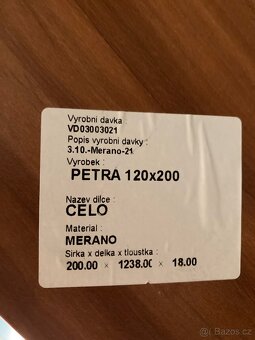 Vyrobni davka :
VD03003021
Popis vyrobni davky :
3.10.-Merano-21
Vyrobek :
PETRA 120x200
Nazev dilce :
CELO
Material :
MERANO
Sirka x delka x tloustka :
200.00 x 1238.00 x 18.00
Bazos.cz